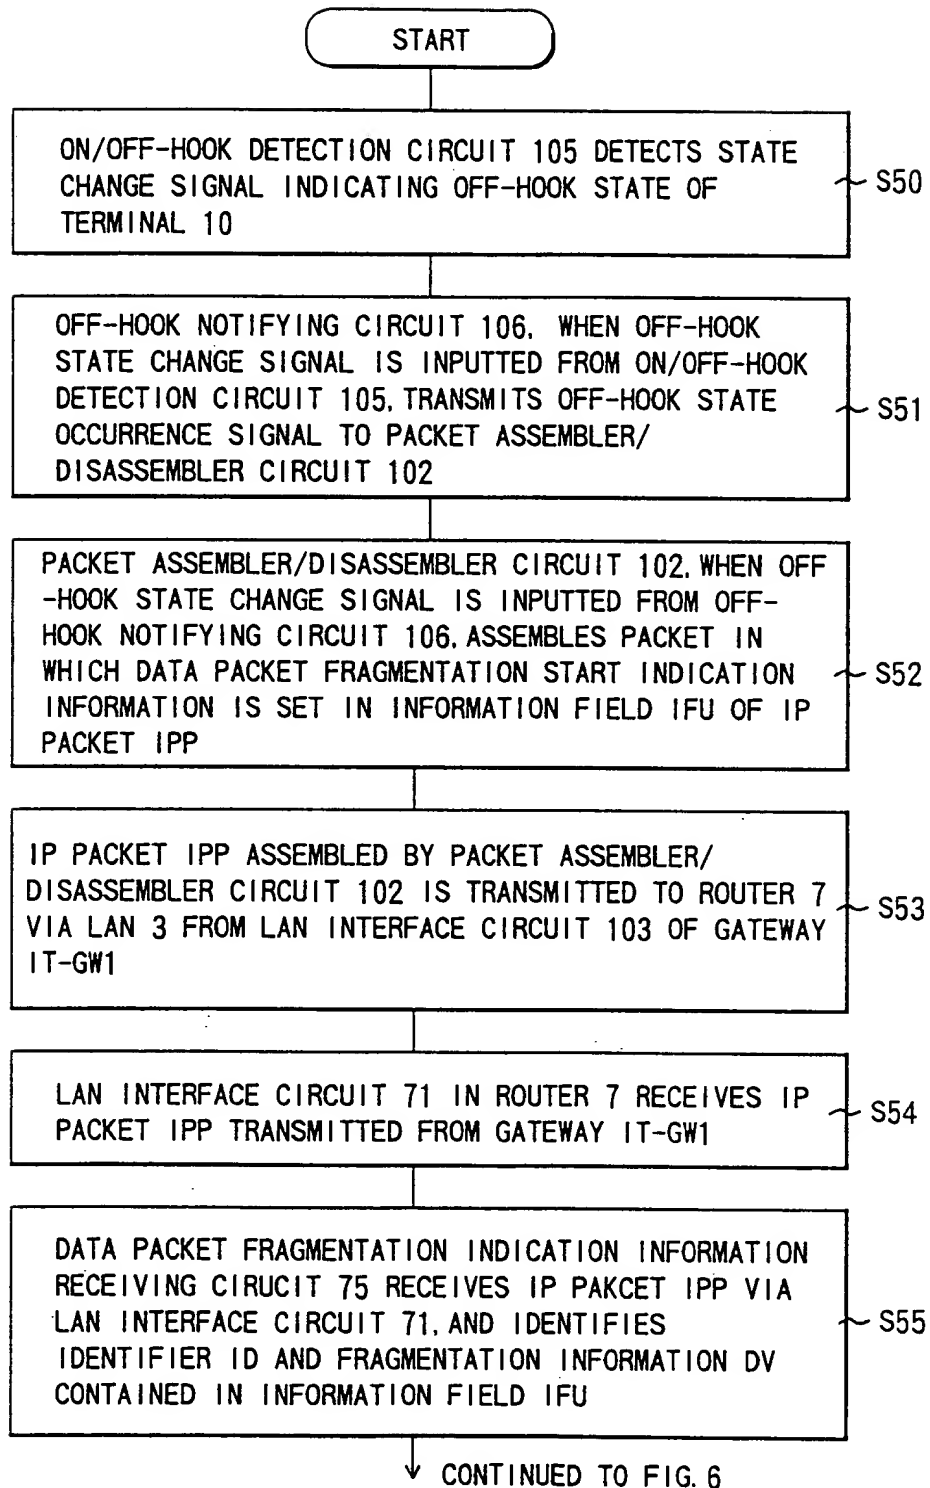 START
ON/OFF-HOOK DETECTION CIRCUIT 105 DETECTS STATE
CHANGE SIGNAL INDICATING OFF-HOOK STATE OF
TERMINAL 10
S50
OFF-HOOK NOTIFYING CIRCUIT 106, WHEN OFF-HOOK
STATE CHANGE SIGNAL IS INPUTTED FROM ON/OFF-HOOK
DETECTION CIRCUIT 105, TRANSMITS OFF-HOOK STATE
OCCURRENCE SIGNAL TO PACKET ASSEMBLER/
DISASSEMBLER CIRCUIT 102
S51
PACKET ASSEMBLER/DISASSEMBLER CIRCUIT 102, WHEN OFF
-HOOK STATE CHANGE SIGNAL IS INPUTTED FROM OFF-
HOOK NOTIFYING CIRCUIT 106, ASSEMBLES PACKET IN
WHICH DATA PACKET FRAGMENTATION START INDICATION
INFORMATION IS SET IN INFORMATION FIELD IFU OF IP
PACKET IPP
S52
IP PACKET IPP ASSEMBLED BY PACKET ASSEMBLER/
DISASSEMBLER CIRCUIT 102 IS TRANSMITTED TO ROUTER 7
VIA LAN 3 FROM LAN INTERFACE CIRCUIT 103 OF GATEWAY
IT-GW1
S53
LAN INTERFACE CIRCUIT 71 IN ROUTER 7 RECEIVES IP
PACKET IPP TRANSMITTED FROM GATEWAY IT-GW1
S54
DATA PACKET FRAGMENTATION INDICATION INFORMATION
RECEIVING CIRUCIT 75 RECEIVES IP PAKCET IPP VIA
LAN INTERFACE CIRCUIT 71, AND IDENTIFIES
IDENTIFIER ID AND FRAGMENTATION INFORMATION DV
CONTAINED IN INFORMATION FIELD IFU
S55
CONTINUED TO FIG. 6